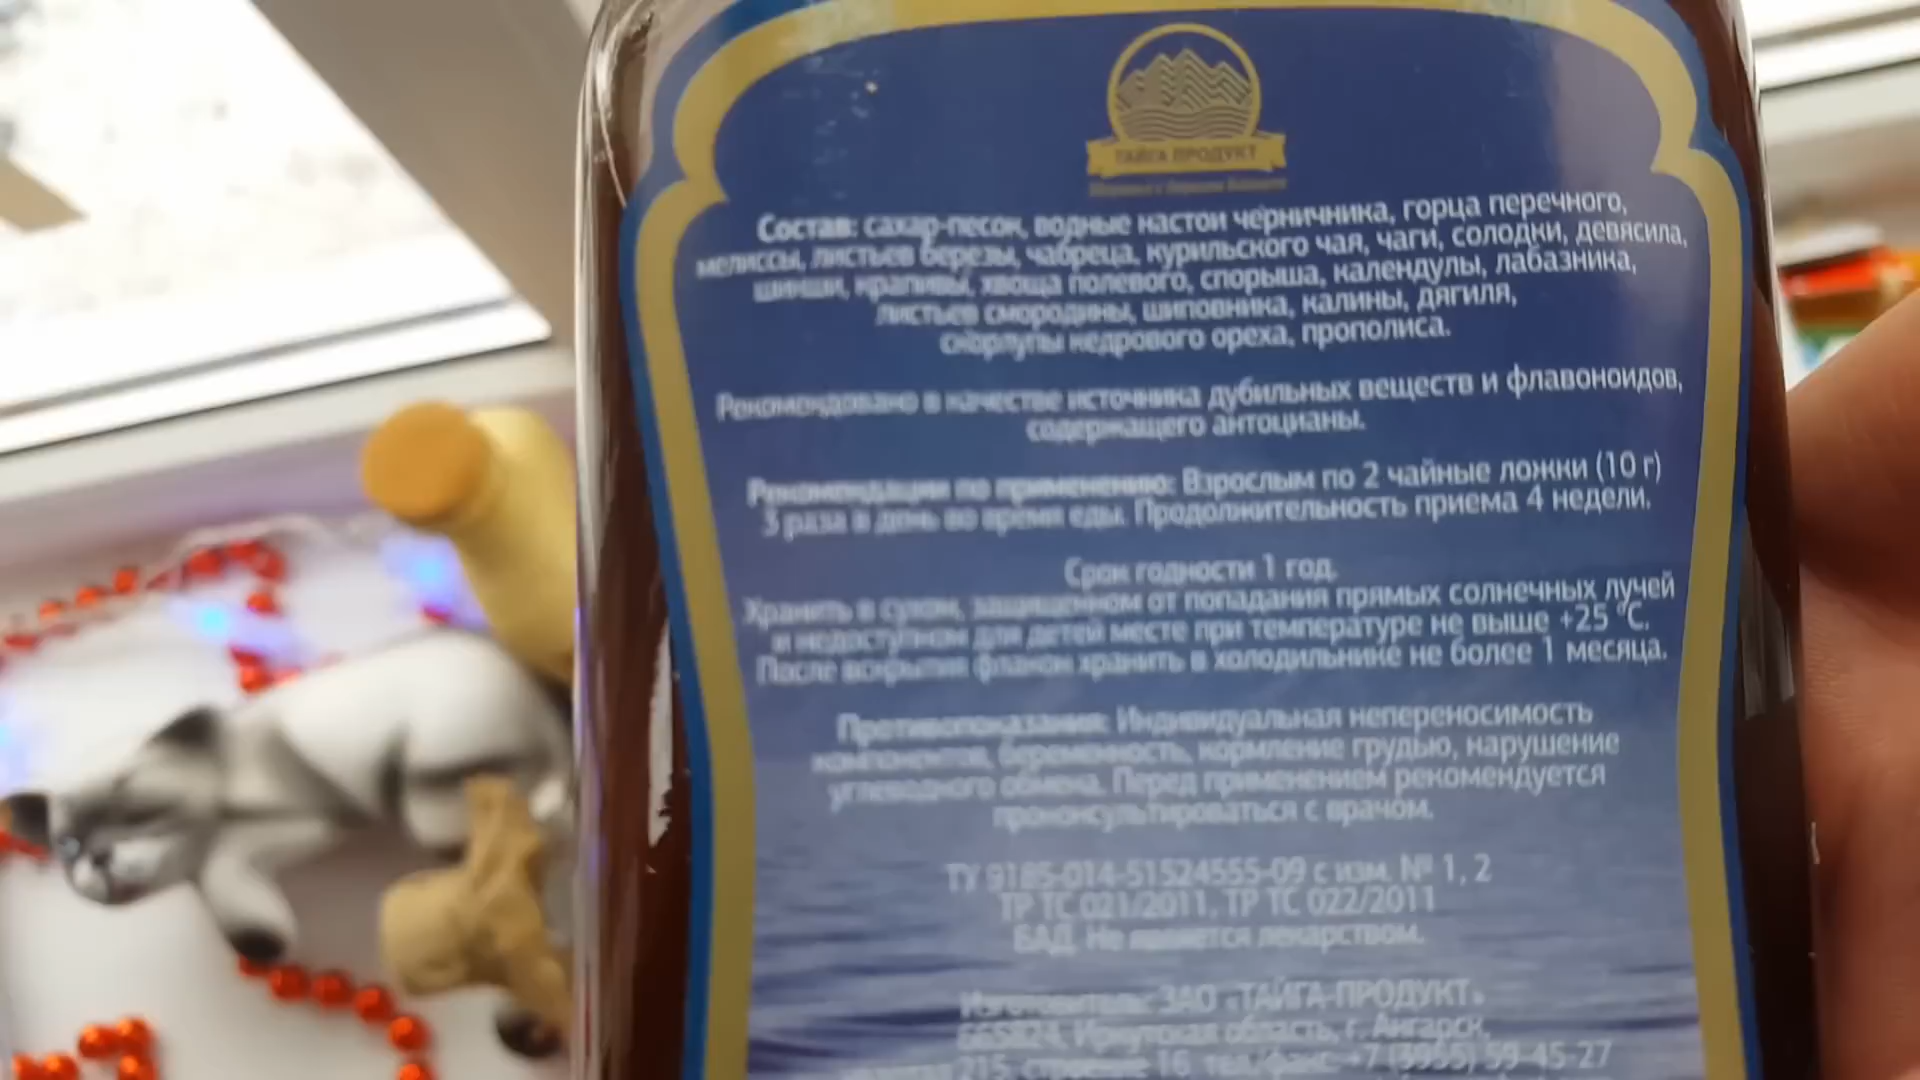 ТАЙГА ПРОДУКТ
Состав: сахар-песок, водные настои черничника, горца перечного,
мелиссы, листьев березы, чабреца, курильского чая, чаги, солодки, девясила,
шикши, крапивы, хвоща полевого, спорыша, календулы, лабазника,
листьев смородины, шиповника, калины, дягиля,
скорлупы кедрового ореха, прополиса.
Рекомендовано в качестве источника дубильных веществ и флавоноидов,
содержащего антоцианы.
Рекомендации по применению: Взрослым по 2 чайные ложки (10 г)
3 раза в день во время еды. Продолжительность приема 4 недели.
Срок годности 1 год.
Хранить в сухом, защищенном от попадания прямых солнечных лучей
и недоступном для детей месте при температуре не выше +25 °С.
После вскрытия флакон хранить в холодильнике не более 1 месяца.
Противопоказания: Индивидуальная непереносимость
компонентов, беременность, кормление грудью, нарушение
углеводного обмена. Перед применением рекомендуется
проконсультироваться с врачом.
ТУ 9185-014-51524555-09 с изм. № 1, 2
ТР ТС 021/2011, ТР ТС 022/2011
БАД. Не является лекарством.
Изготовитель: ЗАО «ТАЙГА-ПРОДУКТ»
665824, Иркутская область, г. Ангарск,
215, строение 16, тел./факс: +7 (3955) 59-45-27